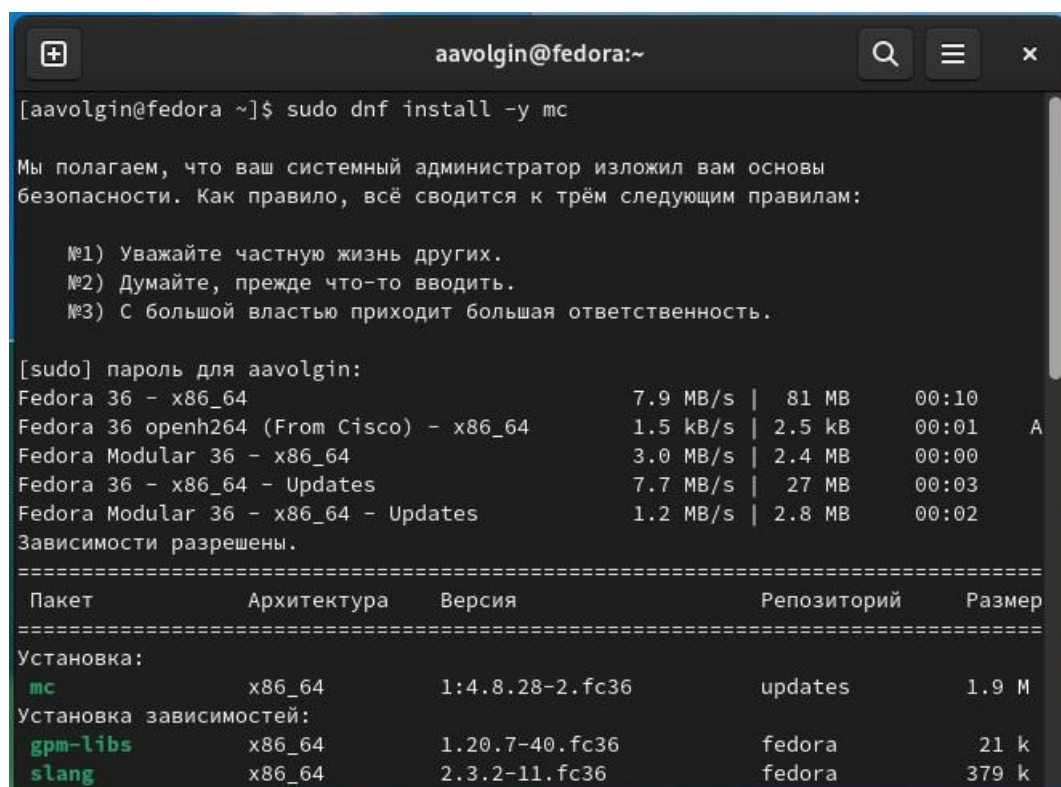 aavolgin@fedora:~
[aavolgin@fedora ~]$ sudo dnf install -y mc
Мы полагаем, что ваш системный администратор изложил вам основы
безопасности. Как правило, всё сводится к трём следующим правилам:
№1) Уважайте частную жизнь других.
№2) Думайте, прежде что-то вводить.
№3) С большой властью приходит большая ответственность.
[sudo] пароль для aavolgin:
Fedora 36 - x86_64 7.9 MB/s | 81 MB 00:10
Fedora 36 openh264 (From Cisco) - x86_64 1.5 kB/s | 2.5 kB 00:01 А
Fedora Modular 36 - x86_64 3.0 MB/s | 2.4 MB 00:00
Fedora 36 - x86_64 - Updates 7.7 MB/s | 27 MB 00:03
Fedora Modular 36 - x86_64 - Updates 1.2 MB/s | 2.8 MB 00:02
Зависимости разрешены.
================================================================================
Пакет Архитектура Версия Репозиторий Размер
================================================================================
Установка:
mc x86_64 1:4.8.28-2.fc36 updates 1.9 M
Установка зависимостей:
gpm-libs x86_64 1.20.7-40.fc36 fedora 21 k
slang x86_64 2.3.2-11.fc36 fedora 379 k